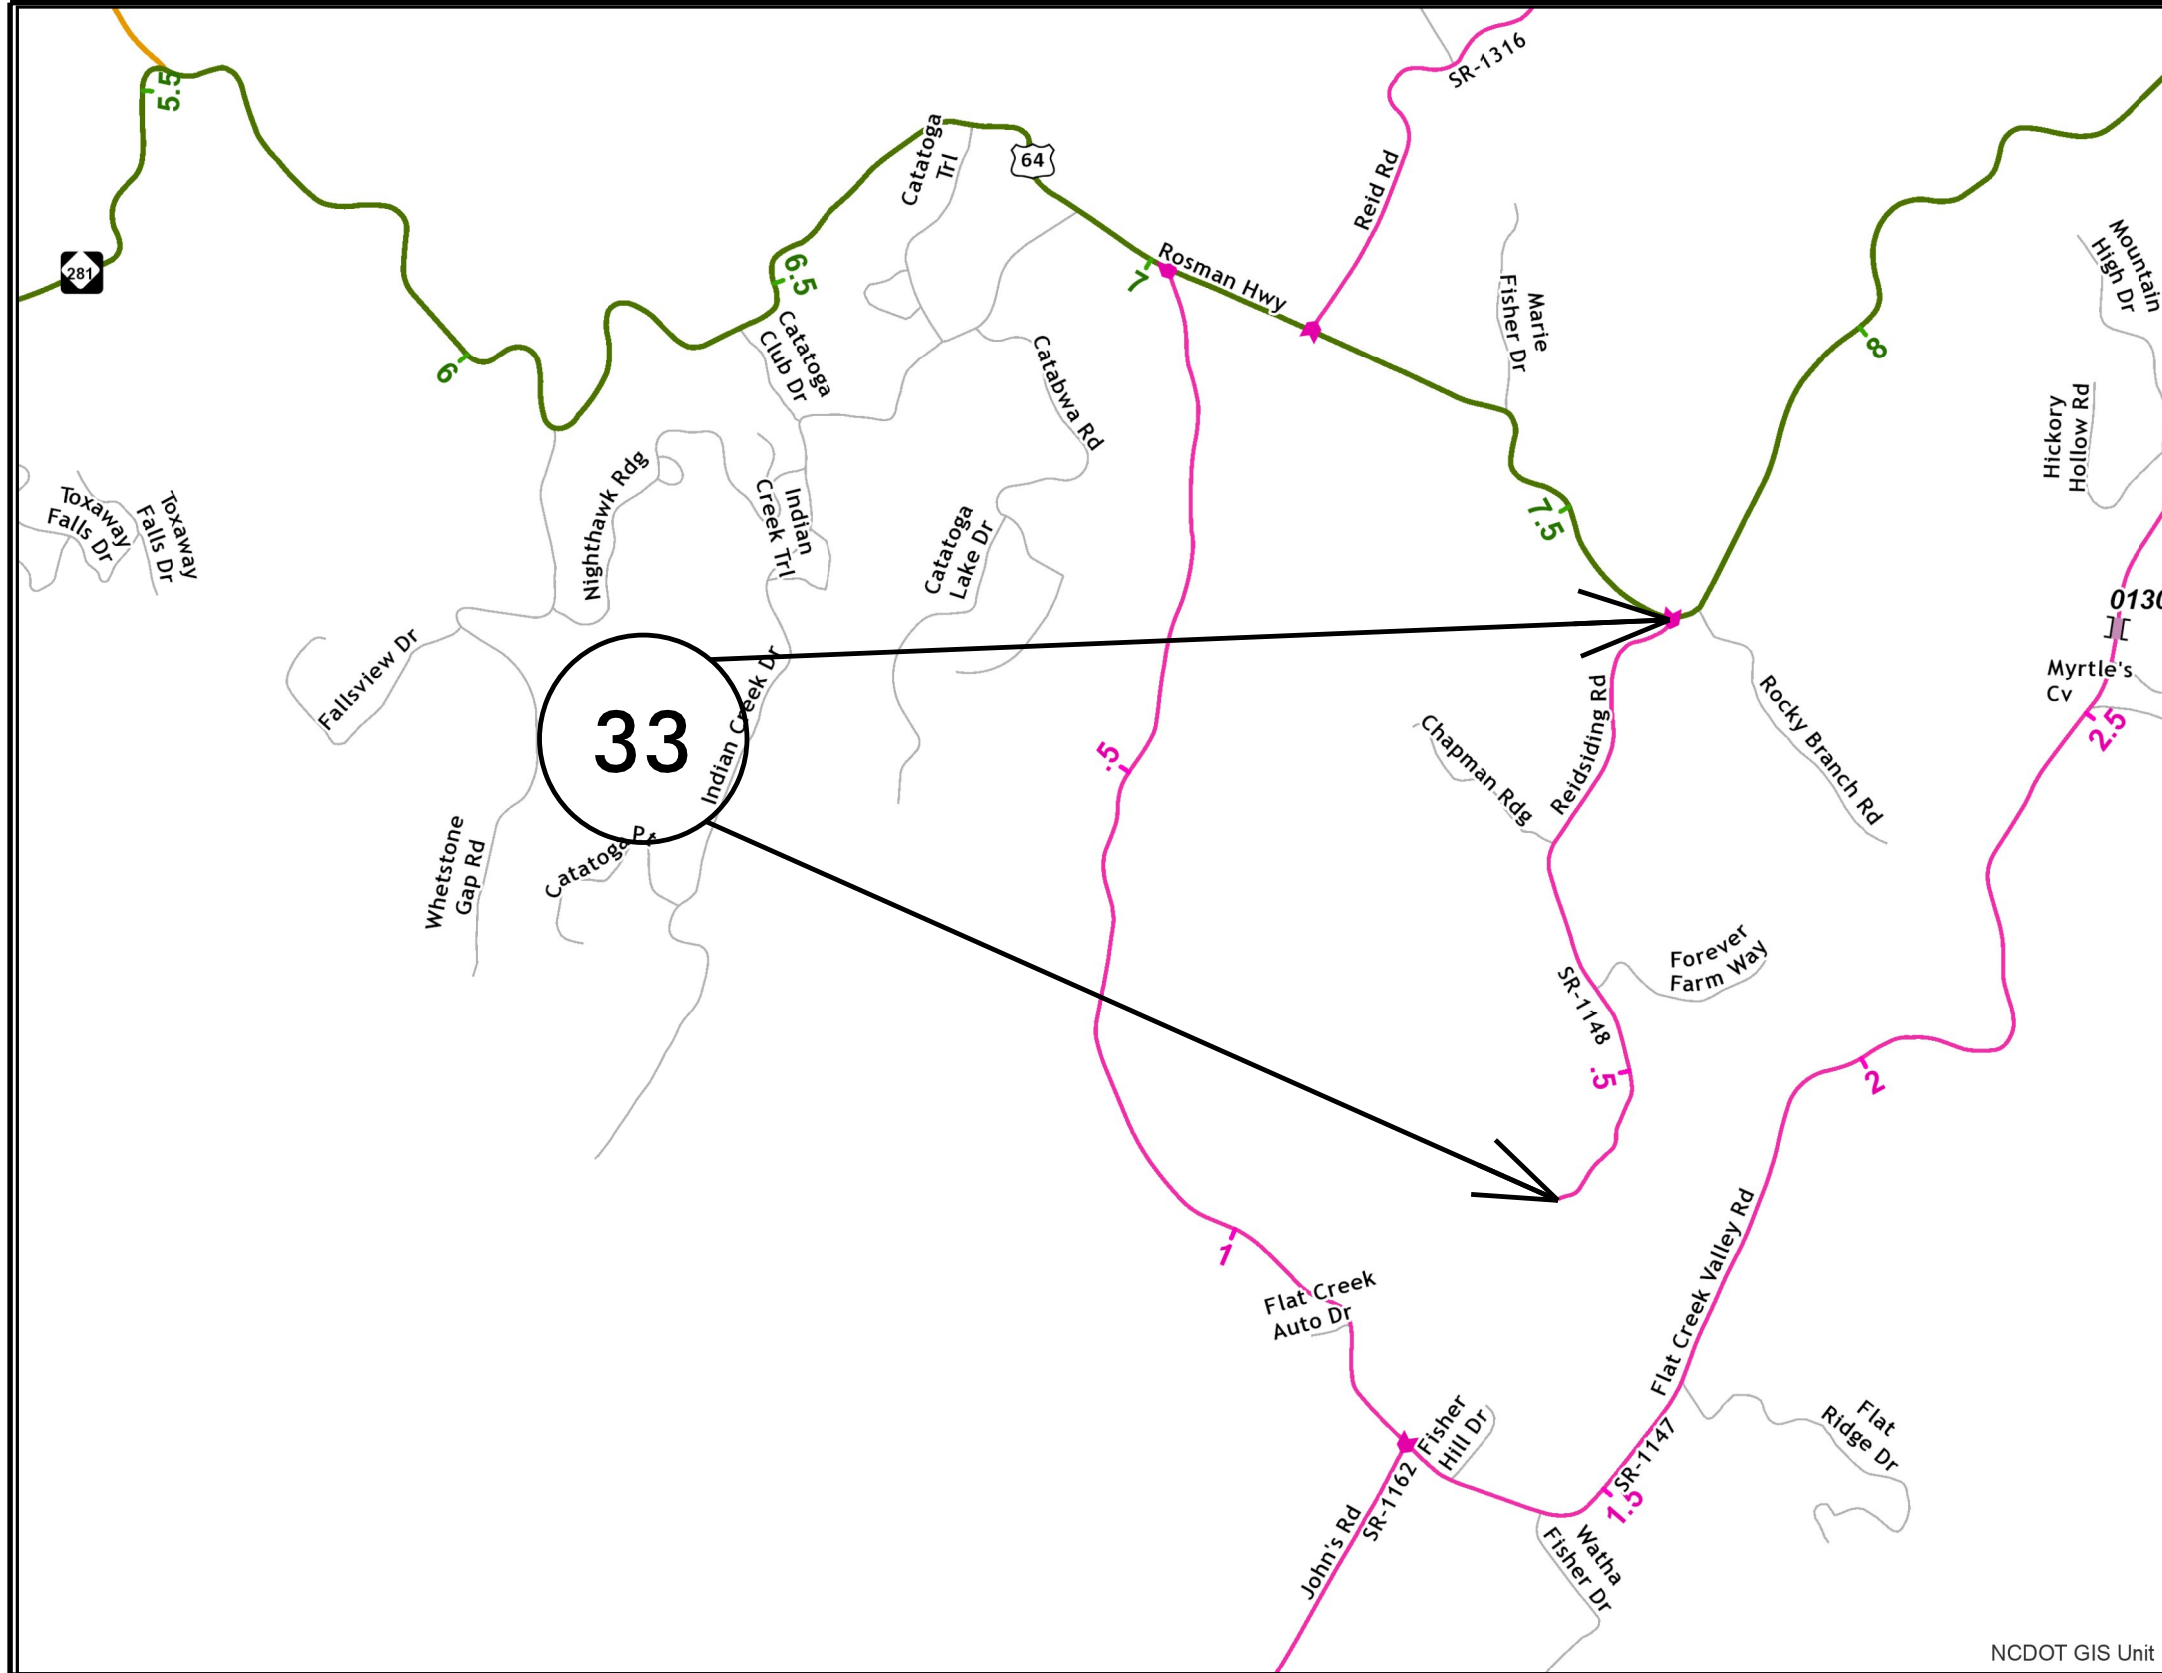 SR-1316
5.5
Catatoga
Trl
64
Reid Rd
281
Rosman Hwy
7
6.5
Mountain
High Dr
Marie
Fisher Dr
6
Catatoga
Club Dr
Catabwa Rd
8
Hickory
Hollow Rd
Nighthawk Rdg
Toxaway
Falls Dr
Toxaway
Falls Dr
Indian
Creek Trl
Catatoga
Lake Dr
7.5
0130
Fallsview Dr
Indian Creek Dr
33
Myrtle's
Cv
Reidsiding Rd
Rocky Branch Rd
Chapman Rdg
2.5
.5
Whetstone
Gap Rd
Catatoga Pt
Forever
Farm Way
SR-1148
.5
2
1
Flat Creek
Auto Dr
Flat Creek Valley Rd
Fisher
Hill Dr
Flat
Ridge Dr
SR-1147
1.5
SR-1162
John's Rd
Watha
Fisher Dr
NCDOT GIS Unit